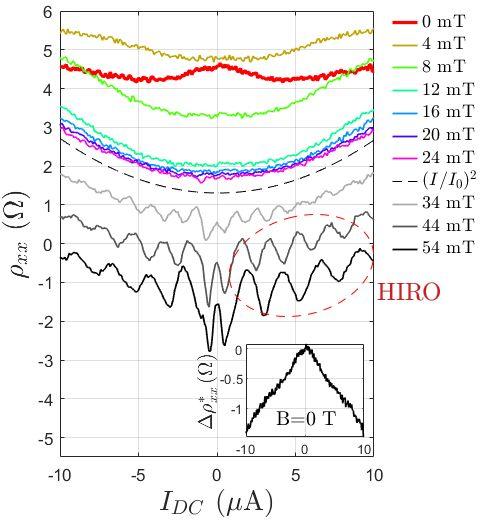 6
5
4
3
2
1
0
-1
-2
-3
-4
-5
ρxx (Ω)
-10 -5 0 5 10
I_DC (μA)
0 mT
4 mT
8 mT
12 mT
16 mT
20 mT
24 mT
(I/I₀)²
34 mT
44 mT
54 mT
HIRO
Δρ*xx (Ω)
0
-0.5
-1
B=0 T
-10 0 10